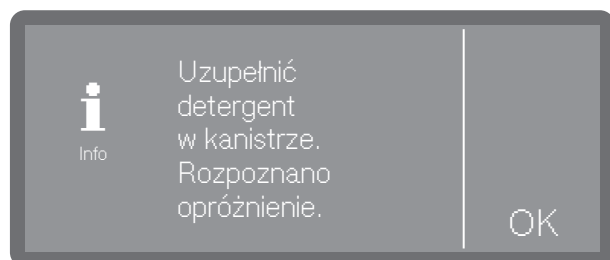 Info
Uzupełnić
detergent
w kanistrze.
Rozpoznano
opróżnienie.
OK